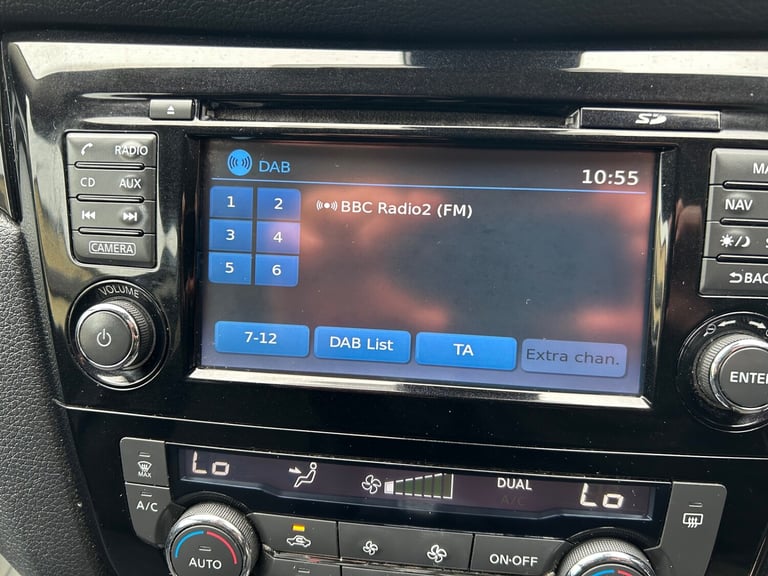 SD
RADIO
DAB
10:55
CD AUX
1 2
BBC Radio2 (FM)
NAV
3 4
CAMERA
5 6
VOLUME
7-12
DAB List
TA
Extra chan.
ENTE
MAX
Lo
DUAL
A/C
Lo
A/C
AUTO
ON·OFF